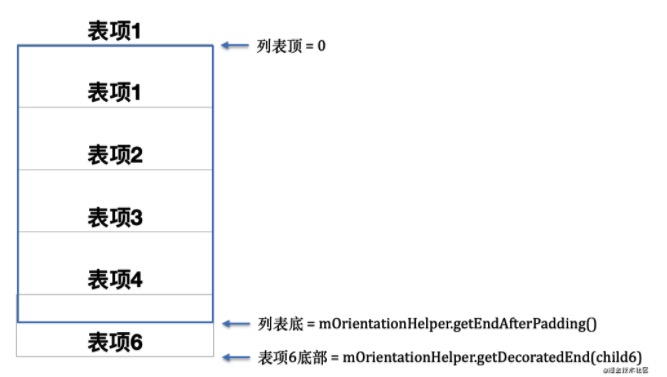 表项1
列表顶 = 0
表项1
表项2
表项3
表项4
列表底 = mOrientationHelper.getEndAfterPadding()
表项6
表项6底部 = mOrientationHelper.getDecoratedEnd(child6)
@掘金技术社区